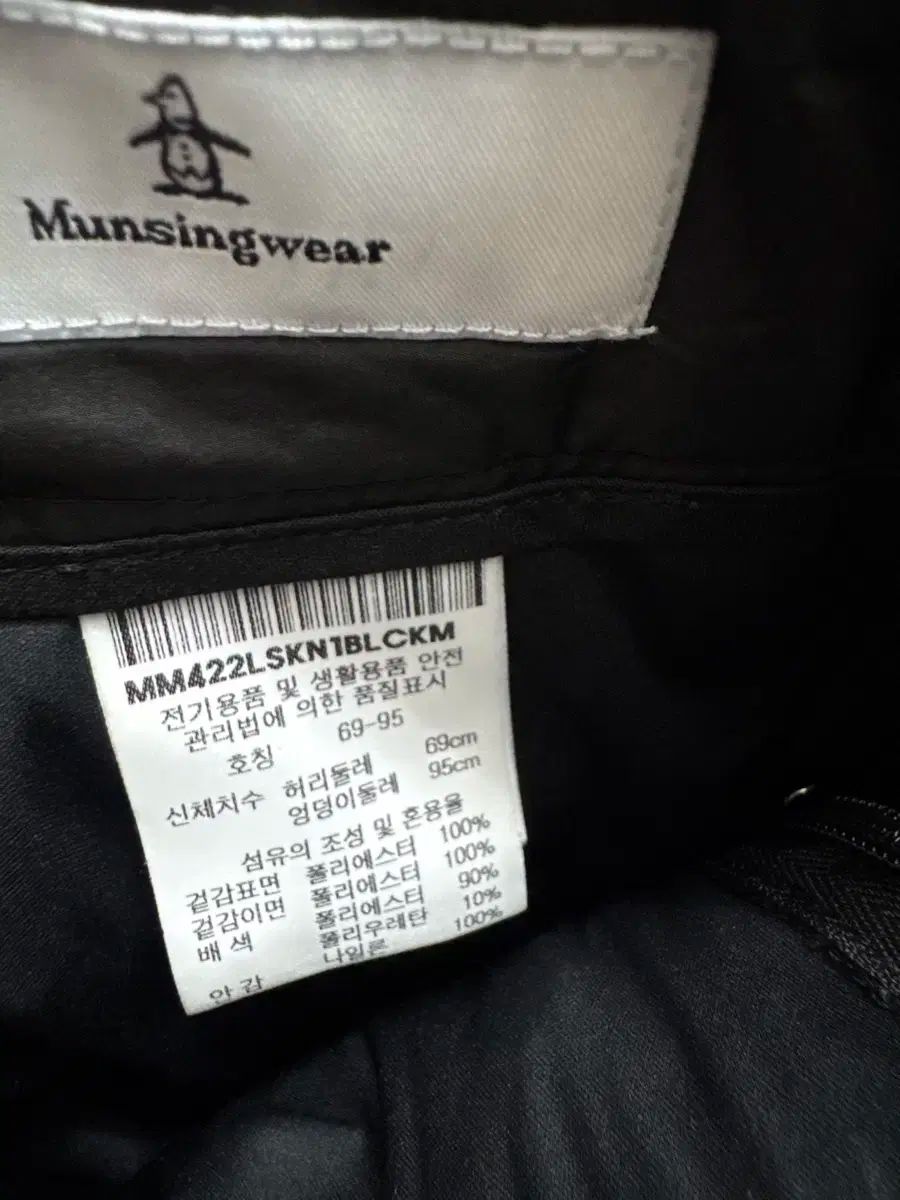 Munsingwear
MM422LSKN1BLCKM
전기용품 및 생활용품 안전
관리법에 의한 품질표시
호칭 69-95
신체치수 허리둘레 69cm
엉덩이둘레 95cm
섬유의 조성 및 혼용율
겉감표면 폴리에스터 100%
겉감이면 폴리에스터 100%
배 색 폴리에스터 90%
폴리우레탄 10%
안 감 나일론 100%